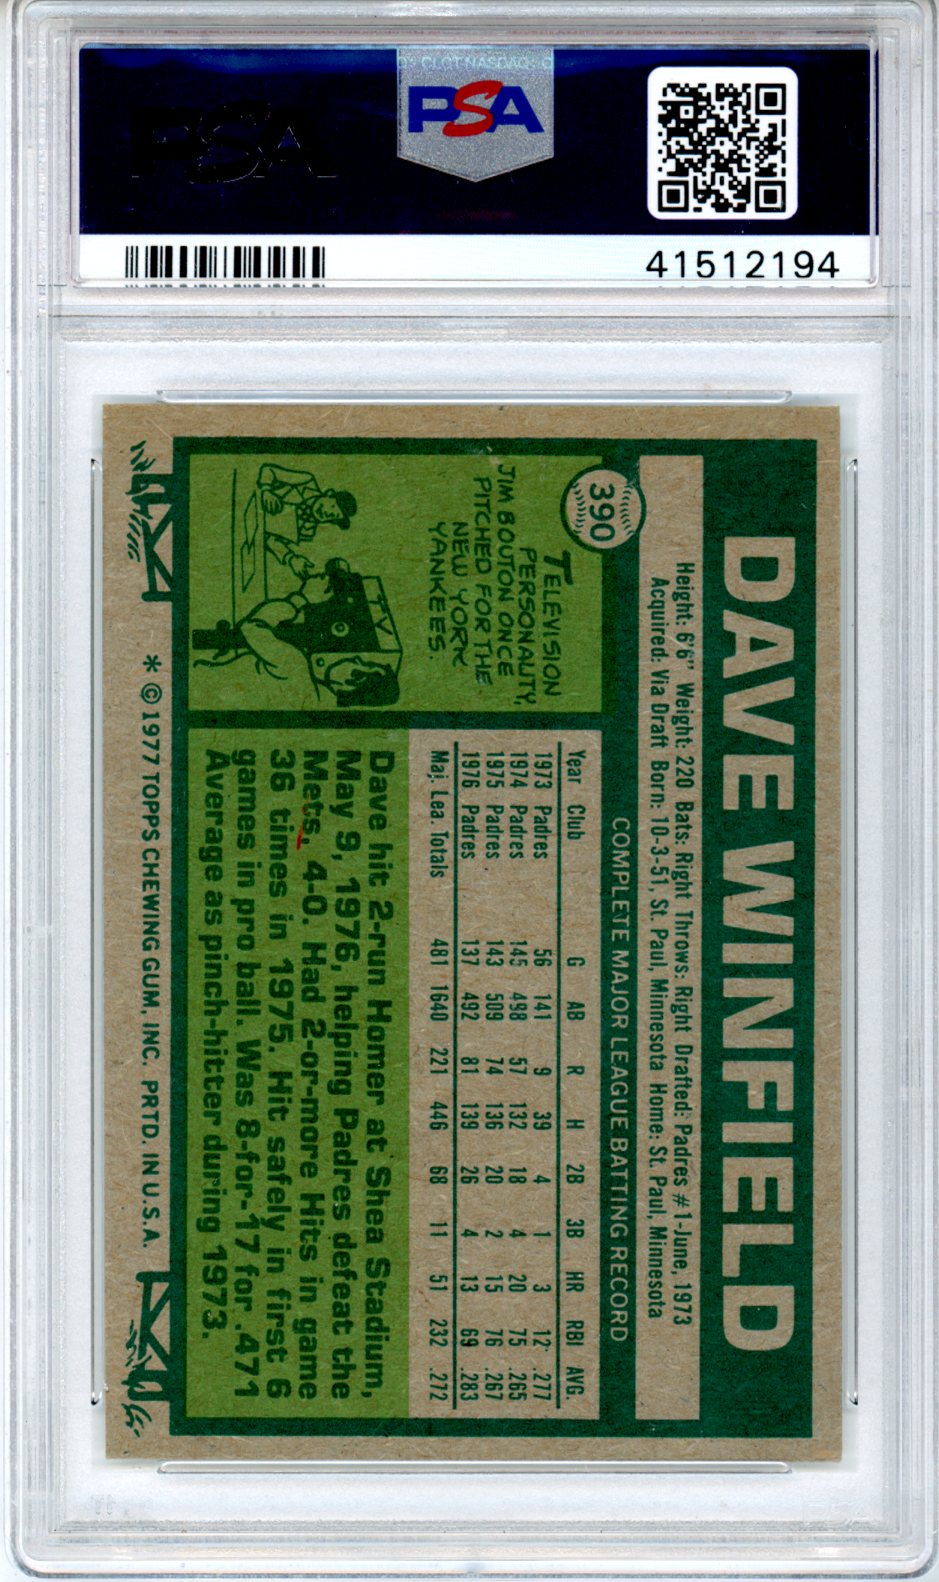 PSA
PSA
41512194
390
DAVE WINFIELD
Height: 6'6" Weight: 220 Bats: Right Throws: Right Drafted: Padres #1-June, 1973
Acquired: Via Draft Born: 10-3-51, St. Paul, Minnesota Home: St. Paul, Minnesota
COMPLETE MAJOR LEAGUE BATTING RECORD
Year Club G AB R H 2B 3B HR RBI AVG.
1973 Padres 56 141 9 39 4 1 3 12 .277
1974 Padres 145 498 57 132 18 4 20 75 .265
1975 Padres 143 509 74 136 20 2 15 76 .267
1976 Padres 137 492 81 139 26 4 13 69 .283
Maj. Lea. Totals 481 1640 221 446 68 11 51 232 .272
TELEVISION
PERSONALITY,
JIM BOUTON ONCE
PITCHED FOR THE
NEW YORK
YANKEES.
TV
Dave hit 2-run Homer at Shea Stadium,
May 9, 1976, helping Padres defeat the
Mets, 4-0. Had 2-or-more Hits in game
36 times in 1975. Hit safely in first 6
games in pro ball. Was 8-for-17 for .471
Average as pinch-hitter during 1973.
* © 1977 TOPPS CHEWING GUM, INC. PRTD. IN U.S.A.